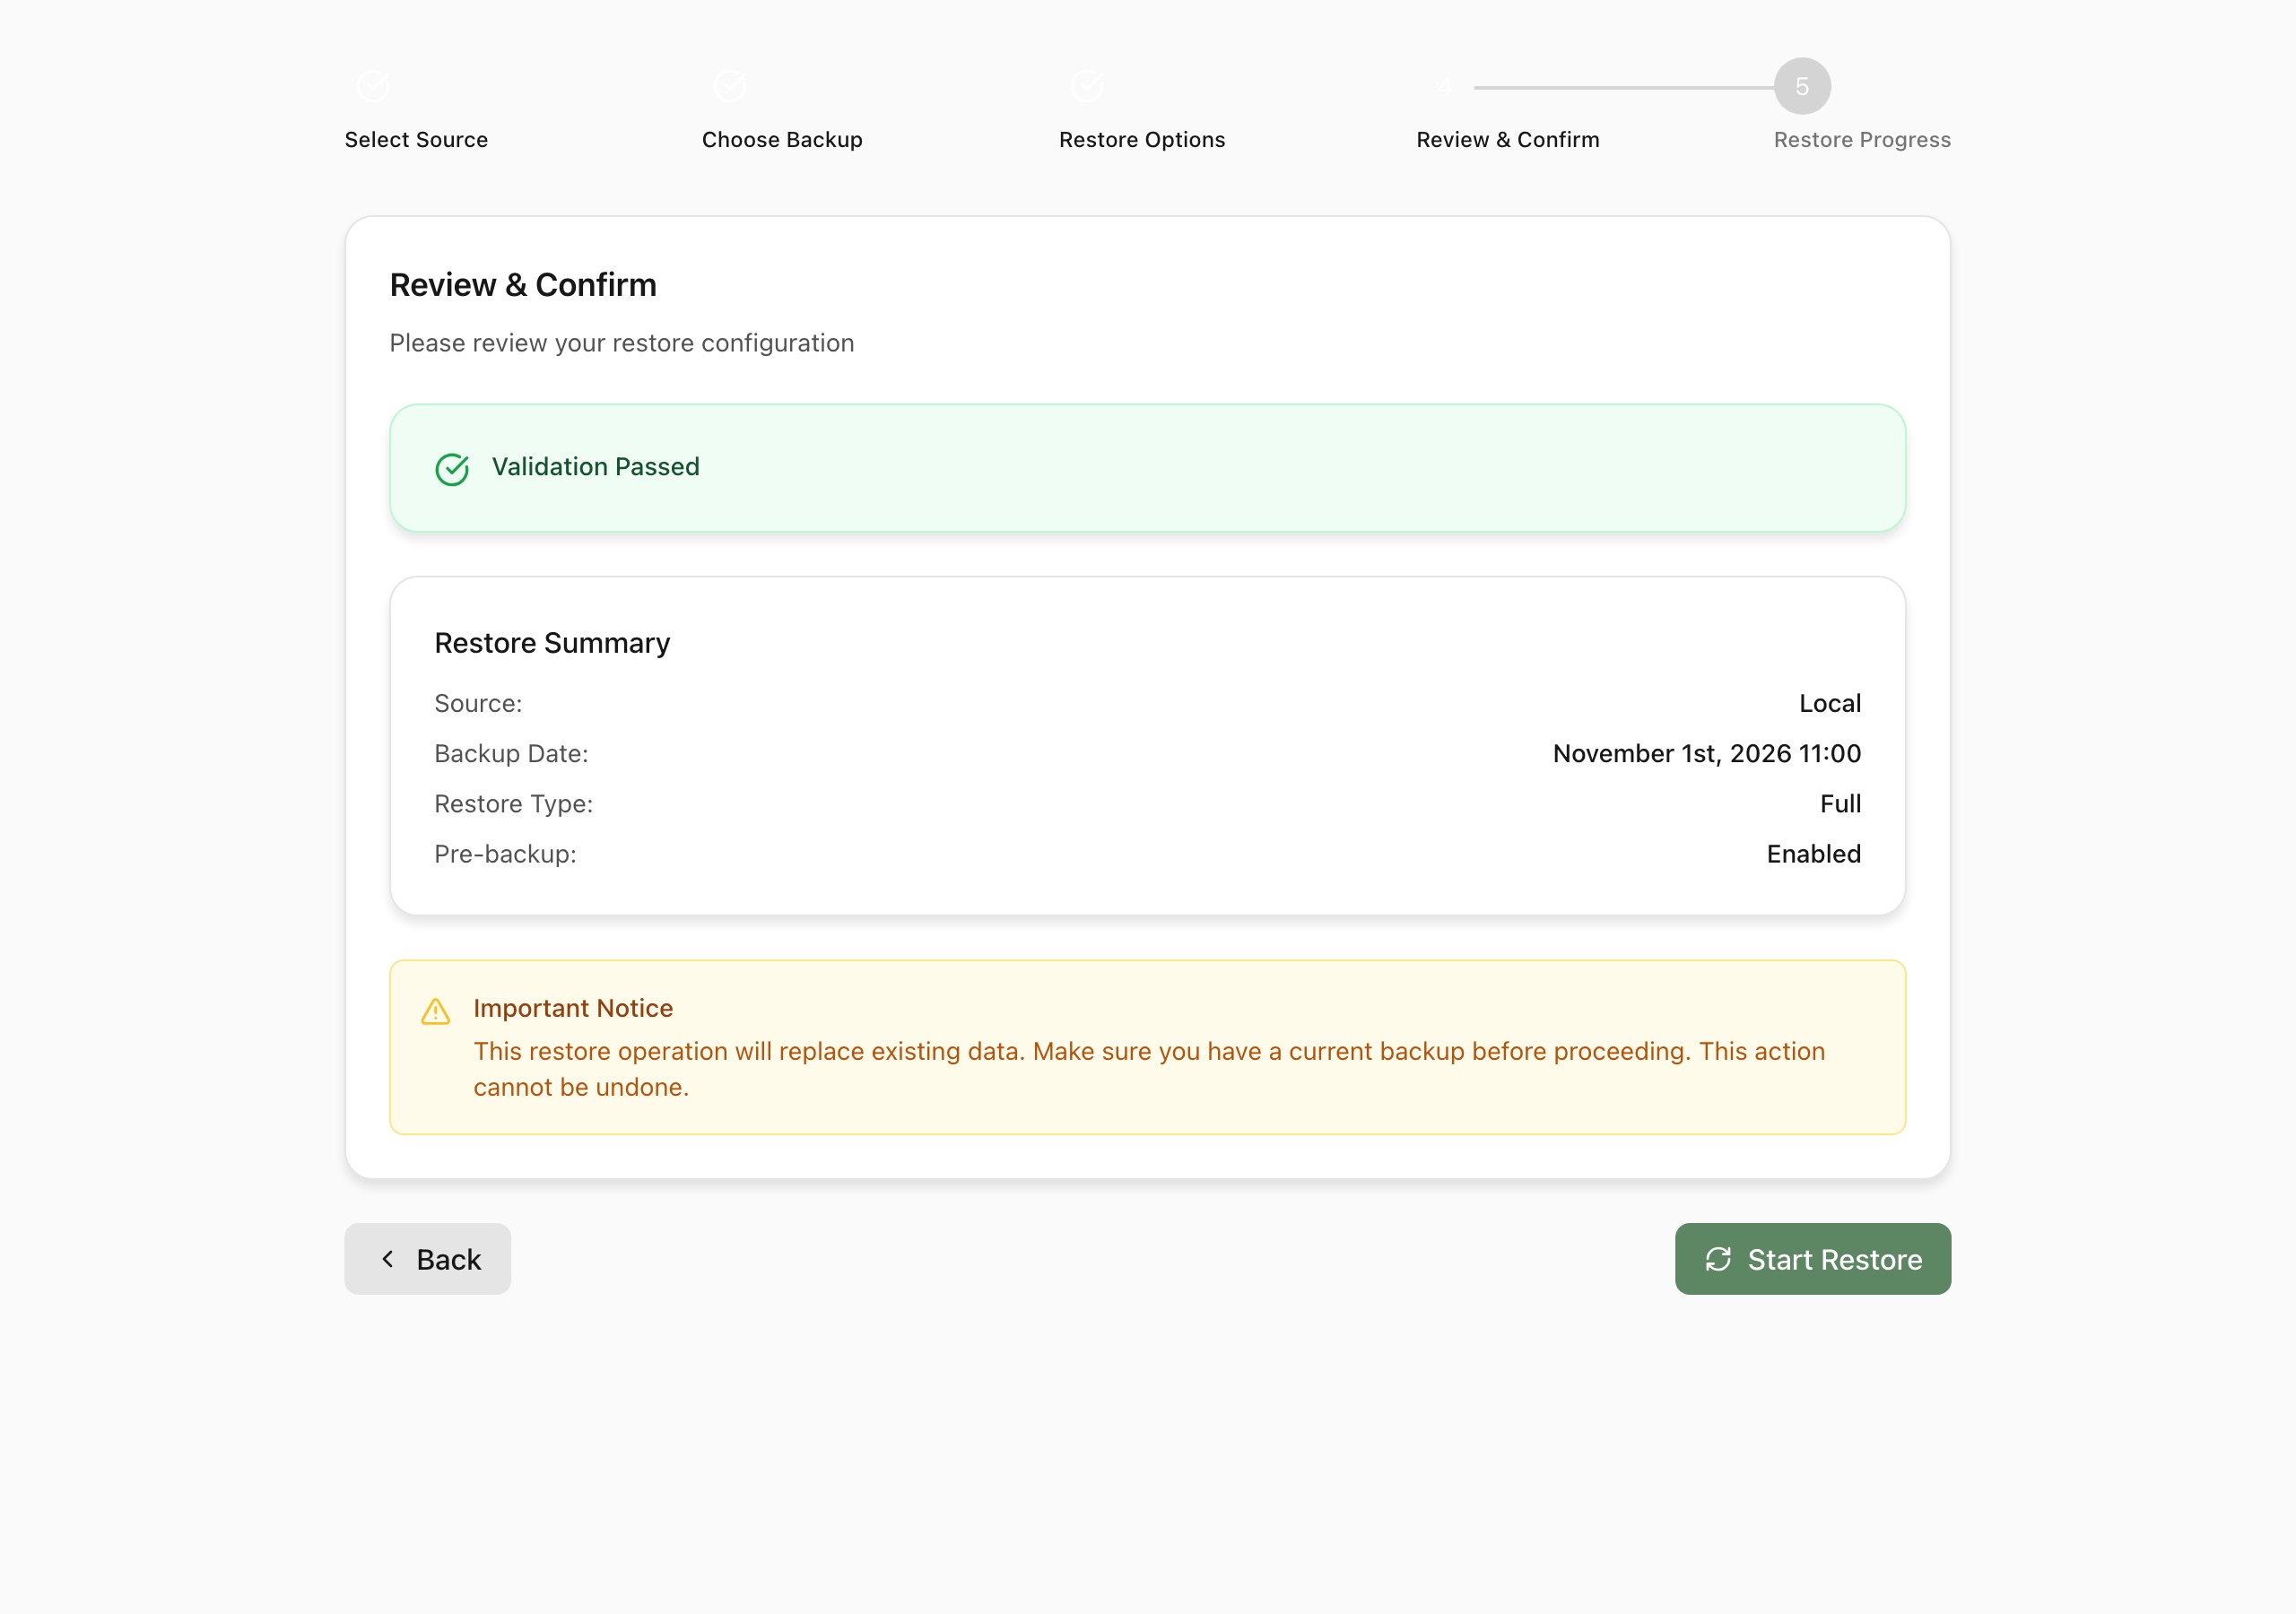 4
5
Select Source
Choose Backup
Restore Options
Review & Confirm
Restore Progress
Review & Confirm
Please review your restore configuration
Validation Passed
Restore Summary
Source:
Local
Backup Date:
November 1st, 2026 11:00
Restore Type:
Full
Pre-backup:
Enabled
Important Notice
This restore operation will replace existing data. Make sure you have a current backup before proceeding. This action
cannot be undone.
Back
Start Restore